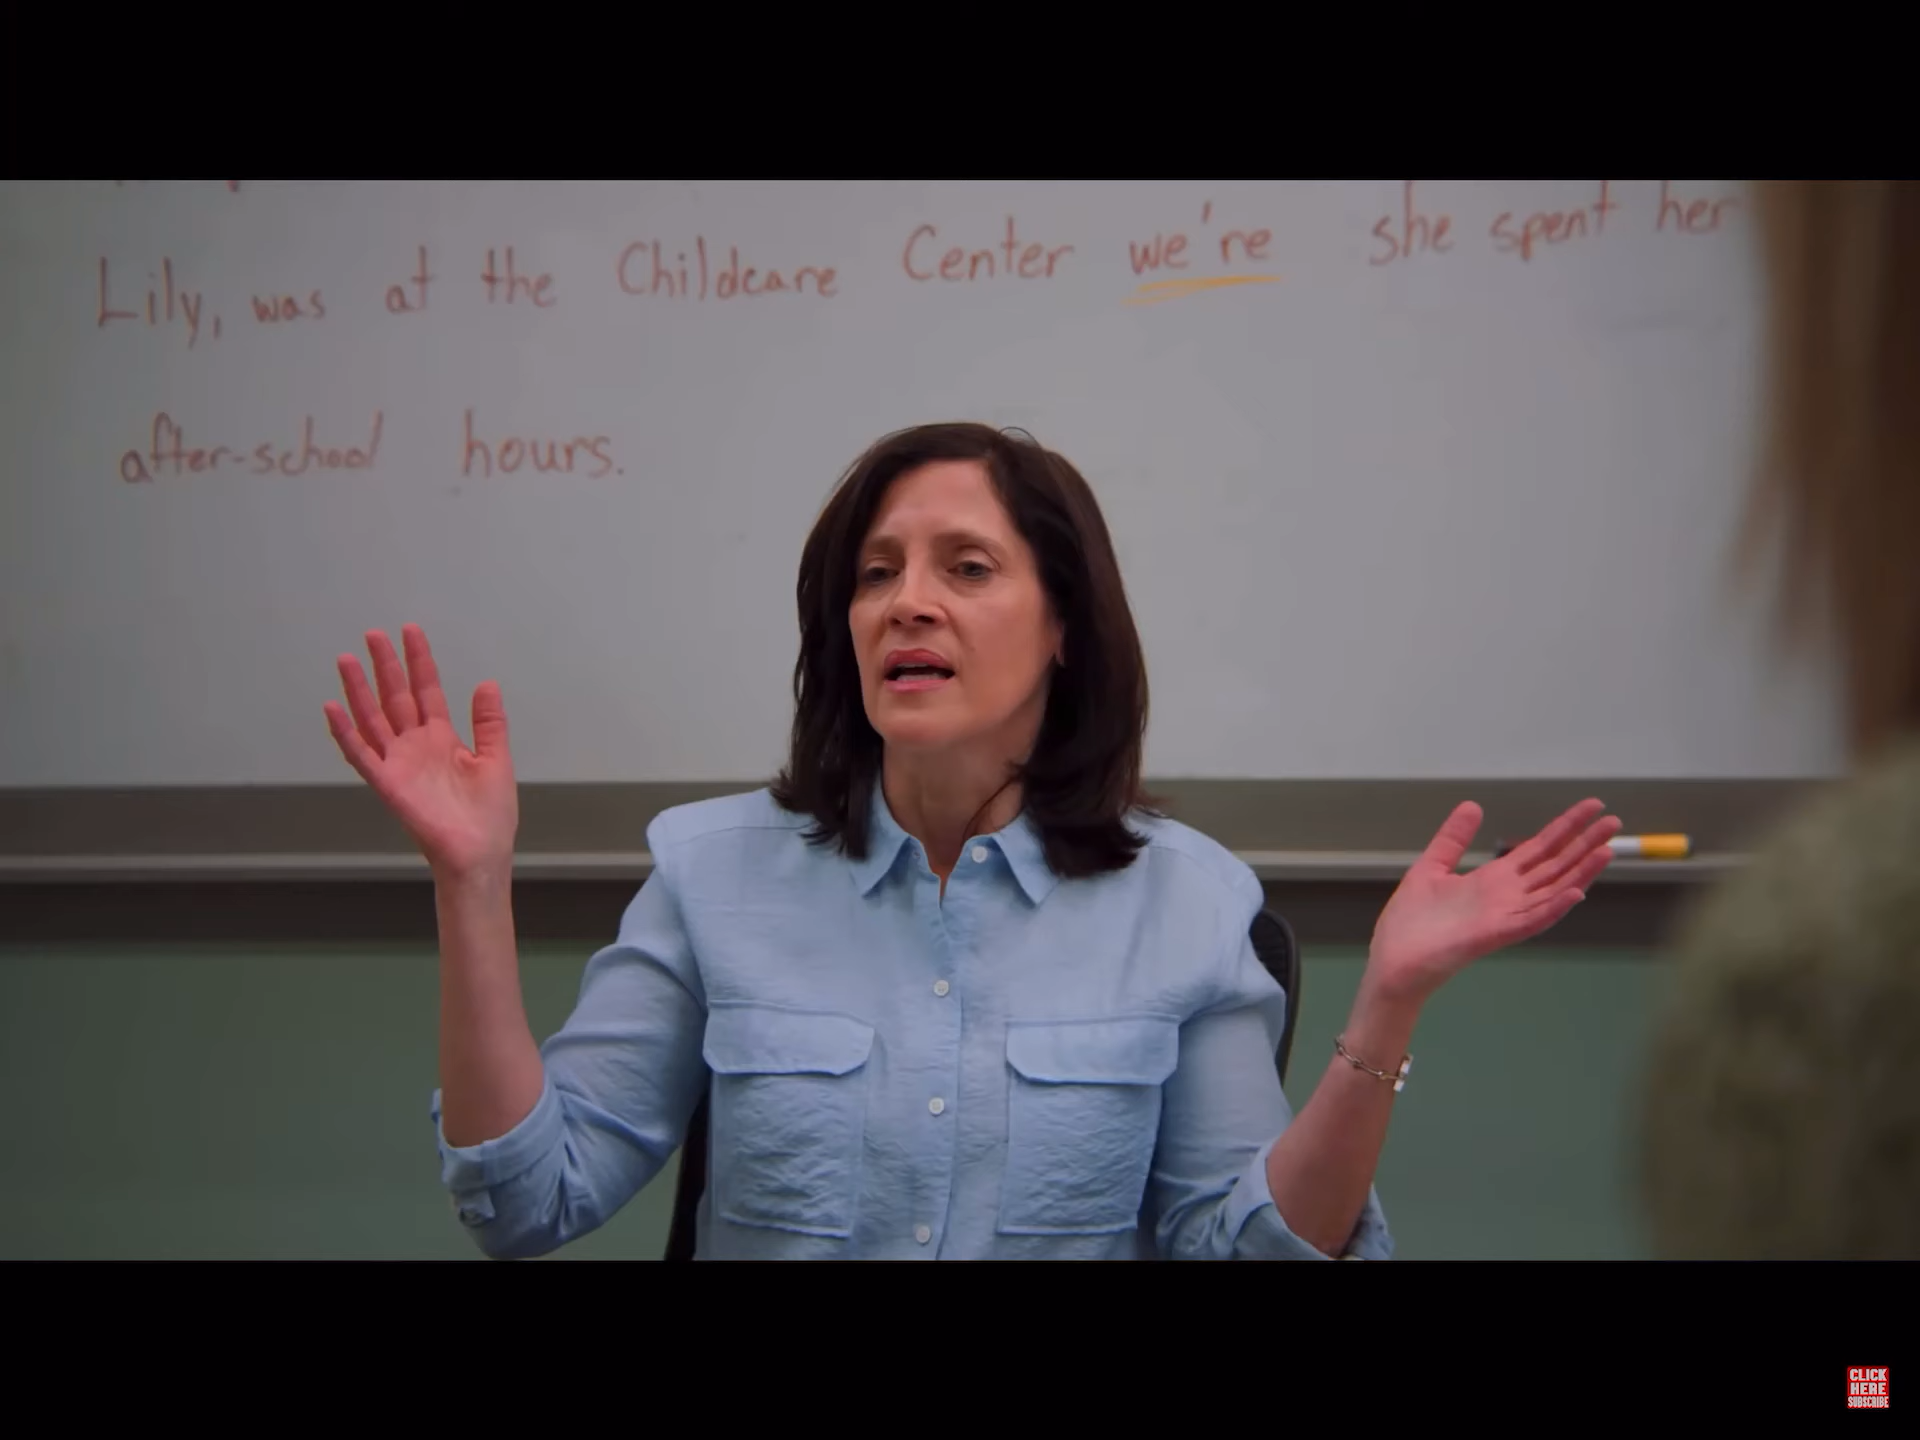 Lily, was at the Childcare Center we're she spent her
after-school hours.
CLICK
HERE
SUBSCRIBE